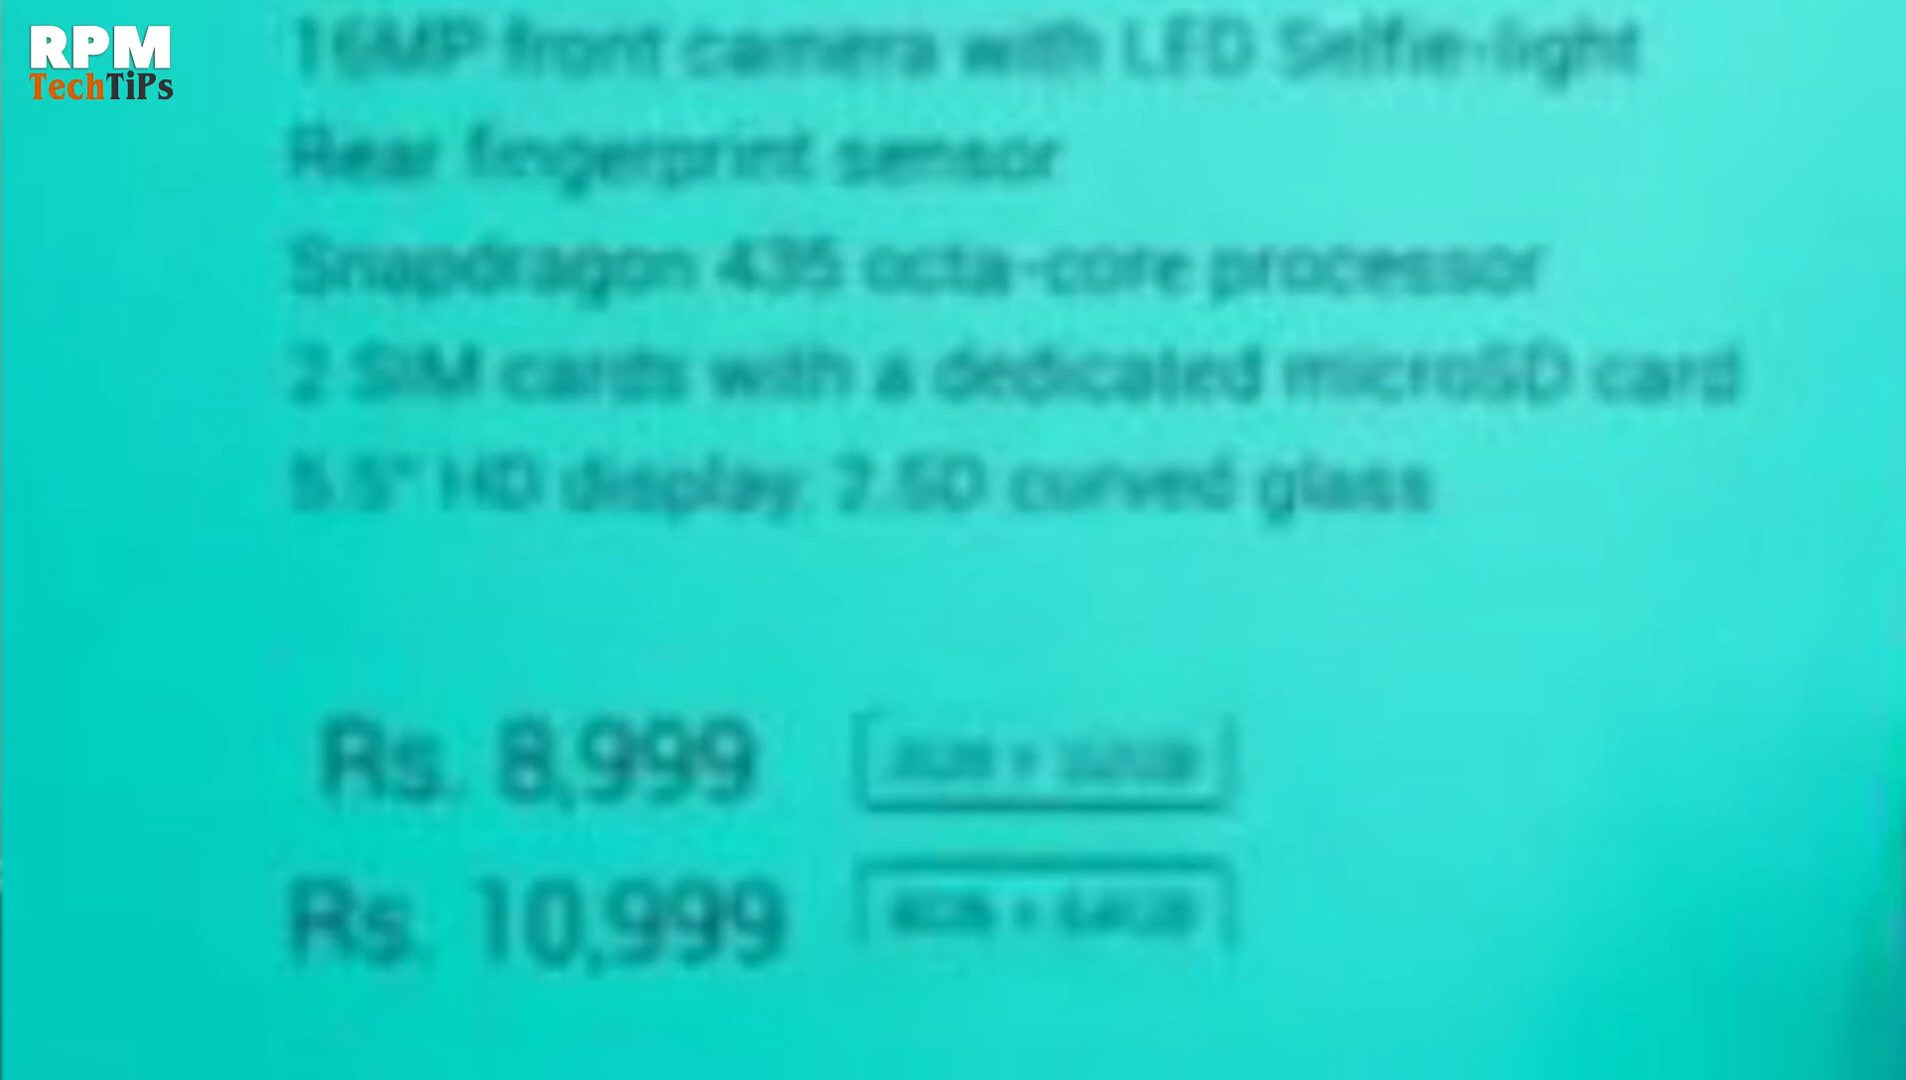 RPM
TechTiPs
16MP front camera with LED Selfie-light
Rear fingerprint sensor
Snapdragon 435 octa-core processor
2 SIM cards with a dedicated microSD card
5.5" HD display, 2.5D curved glass
Rs. 8,999
Rs. 10,999 4GB + 64GB